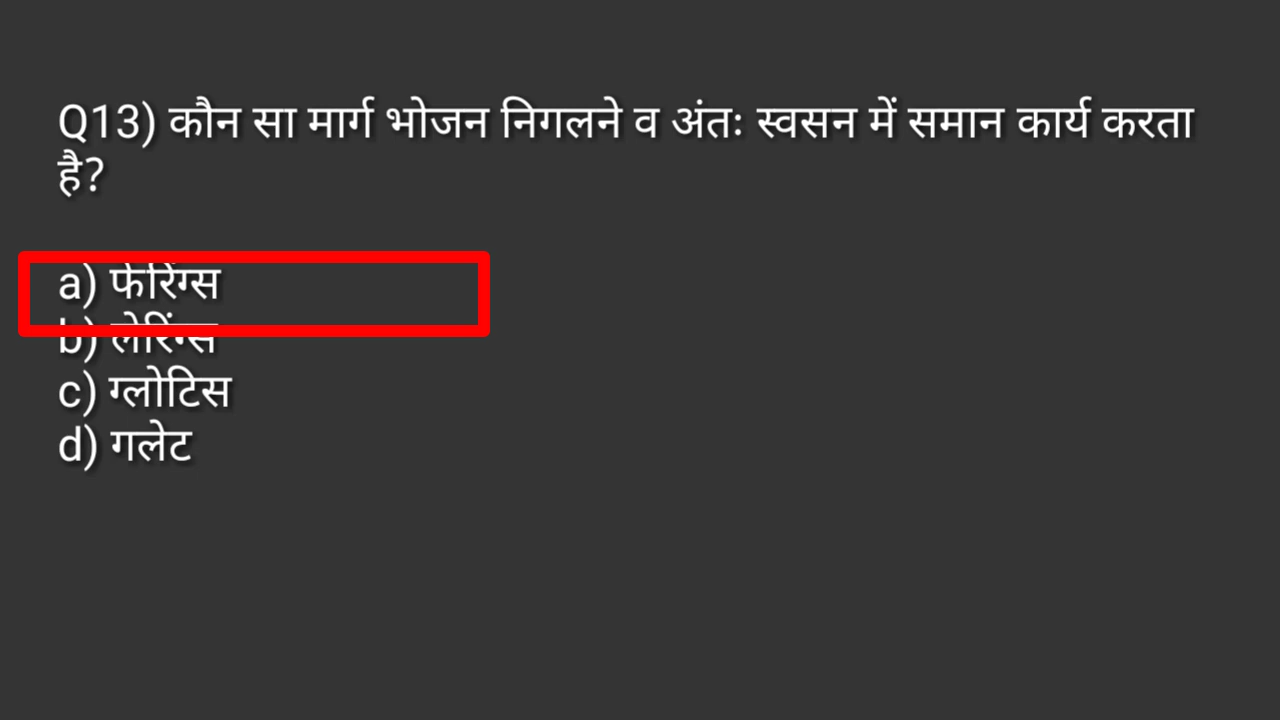 Q13) कौन सा मार्ग भोजन निगलने व अंतः स्वसन में समान कार्य करता
है?
a) फेरिंग्स
b) लेरिंग्स
c) ग्लोटिस
d) गलेट